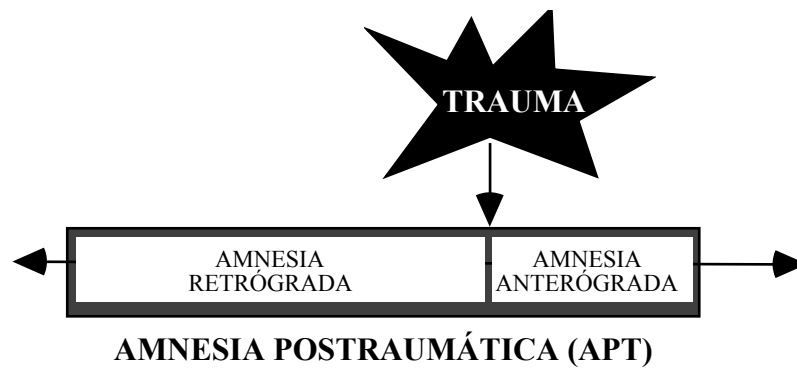 TRAUMA
AMNESIA
RETRÓGRADA
AMNESIA
ANTERÓGRADA
AMNESIA POSTRAUMÁTICA (APT)